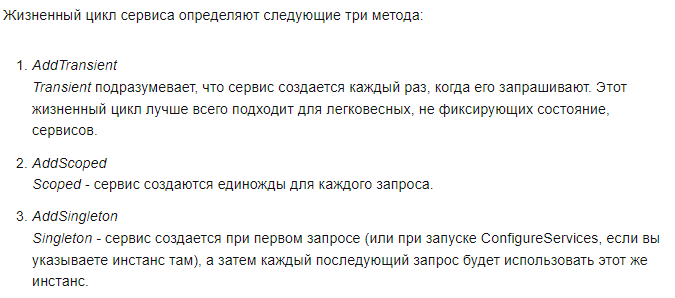 Жизненный цикл сервиса определяют следующие три метода:
1. AddTransient
Transient подразумевает, что сервис создается каждый раз, когда его запрашивают. Этот
жизненный цикл лучше всего подходит для легковесных, не фиксирующих состояние,
сервисов.
2. AddScoped
Scoped - сервис создаются единожды для каждого запроса.
3. AddSingleton
Singleton - сервис создается при первом запросе (или при запуске ConfigureServices, если вы
указываете инстанс там), а затем каждый последующий запрос будет использовать этот же
инстанс.